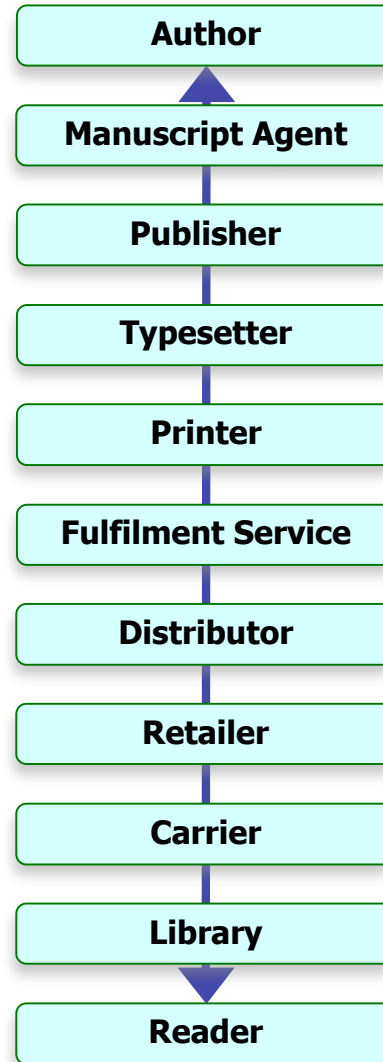 Author
Manuscript Agent
Publisher
Typesetter
Printer
Fulfilment Service
Distributor
Retailer
Carrier
Library
Reader